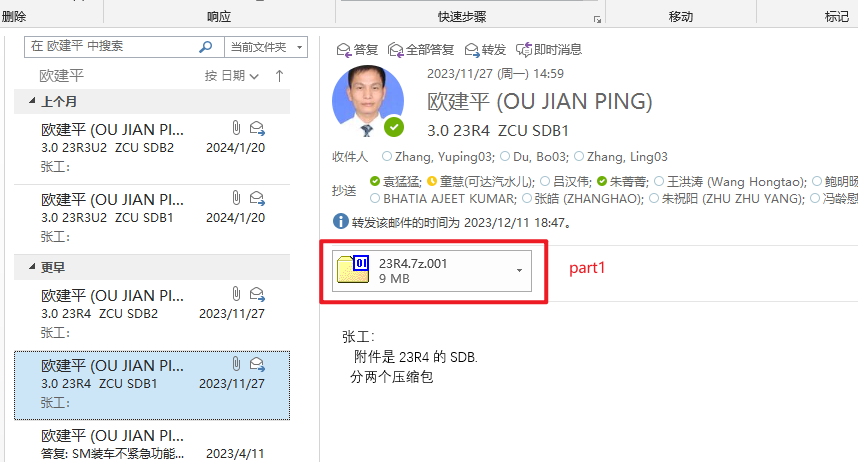 删除
响应
快速步骤
移动
标记
在 欧建平 中搜索
当前文件夹
欧建平
按 日期
上个月
欧建平 (OU JIAN PI...
3.0 23R3U2 ZCU SDB2
2024/1/20
张工:
欧建平 (OU JIAN PI...
3.0 23R3U2 ZCU SDB1
2024/1/20
张工:
更早
欧建平 (OU JIAN PI...
3.0 23R4 ZCU SDB2
2023/11/27
张工:
欧建平 (OU JIAN PI...
3.0 23R4 ZCU SDB1
2023/11/27
张工:
欧建平 (OU JIAN PI...
答复: SM装车不紧急功能...
2023/4/11
答复 全部答复 转发 即时消息
2023/11/27 (周一) 14:59
欧建平 (OU JIAN PING)
3.0 23R4 ZCU SDB1
收件人 Zhang, Yuping03; Du, Bo03; Zhang, Ling03
抄送 袁猛猛; 童慧(可达汽水儿); 吕汉伟; 朱菁菁; 王洪涛 (Wang Hongtao); 鲍明旸
BHATIA AJEET KUMAR; 张皓 (ZHANGHAO); 朱祝阳 (ZHU ZHU YANG); 冯龄慰
转发该邮件的时间为 2023/12/11 18:47。
23R4.7z.001
9 MB
part1
张工:
附件是 23R4 的 SDB.
分两个压缩包